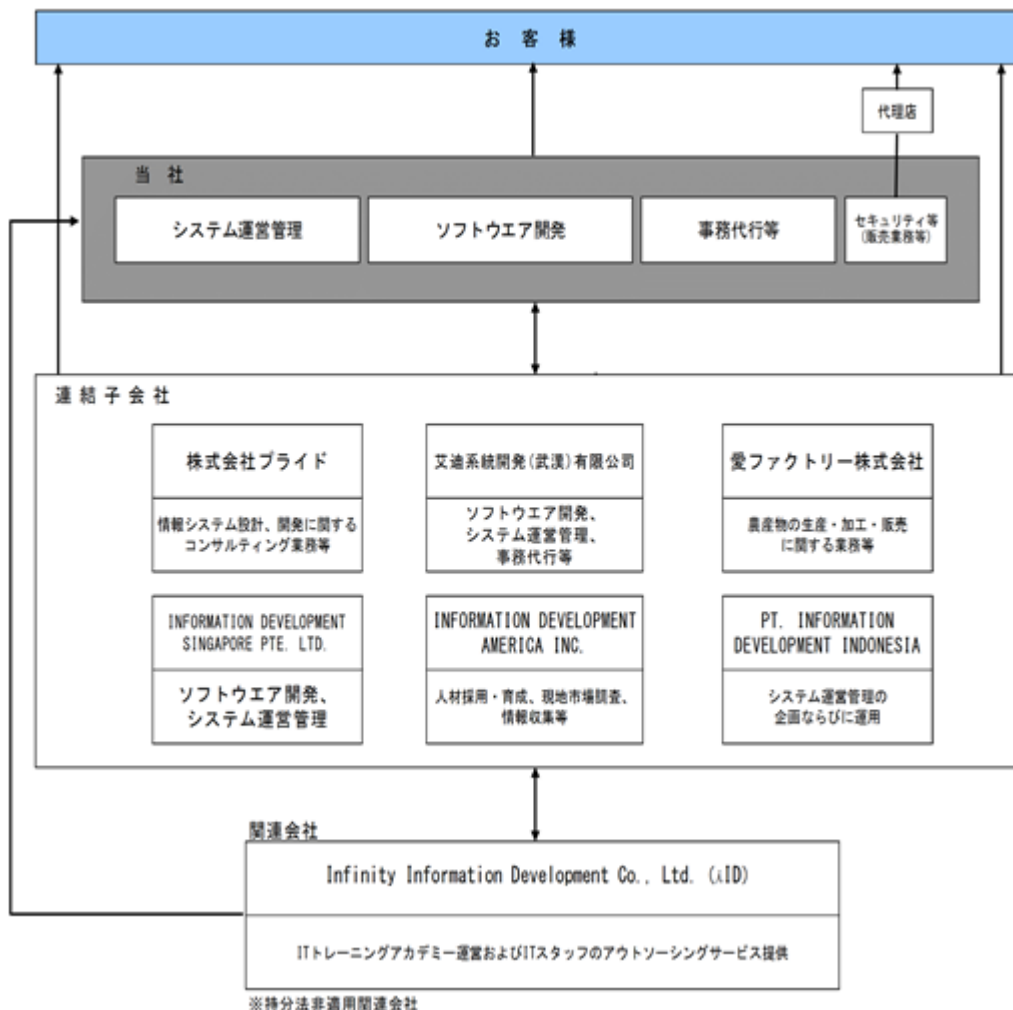 お客様
代理店
当社
システム運営管理
ソフトウエア開発
事務代行等
セキュリティ等
(販売業務等)
連結子会社
株式会社プライド
情報システム設計、開発に関する
コンサルティング業務等
艾迪系統開発(武漢)有限公司
ソフトウエア開発、
システム運営管理、
事務代行等
愛ファクトリー株式会社
農産物の生産・加工・販売
に関する業務等
INFORMATION DEVELOPMENT
SINGAPORE PTE. LTD.
ソフトウエア開発、
システム運営管理
INFORMATION DEVELOPMENT
AMERICA INC.
人材採用・育成、現地市場調査、
情報収集等
PT. INFORMATION
DEVELOPMENT INDONESIA
システム運営管理の
企画ならびに運用
関連会社
Infinity Information Development Co., Ltd. (λID)
ITトレーニングアカデミー運営およびITスタッフのアウトソーシングサービス提供
※持分法非適用関連会社